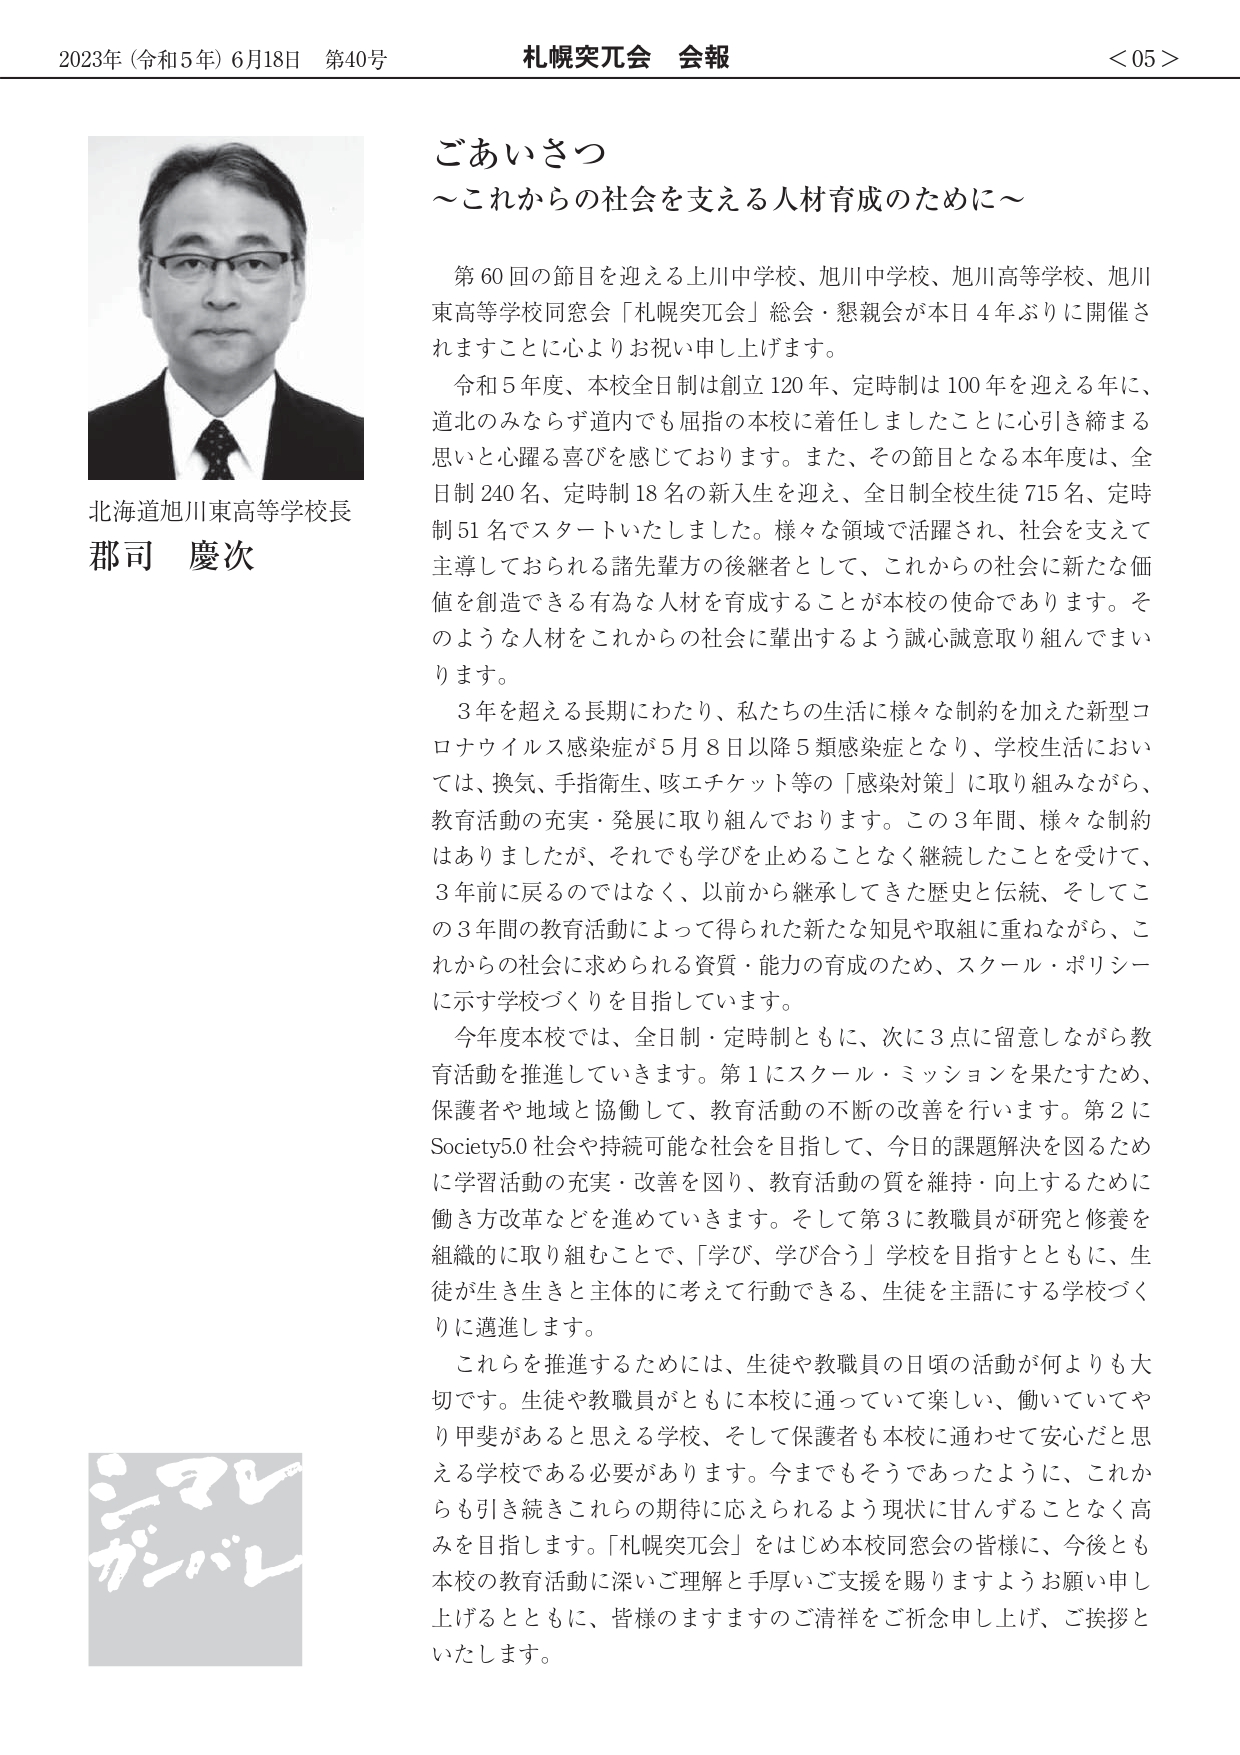 2023年（令和５年）6月18日　第40号
札幌突兀会　会報
＜05＞
ごあいさつ
～これからの社会を支える人材育成のために～
北海道旭川東高等学校長
郡司　慶次
　第 60 回の節目を迎える上川中学校、旭川中学校、旭川高等学校、旭川
東高等学校同窓会「札幌突兀会」総会・懇親会が本日４年ぶりに開催さ
れますことに心よりお祝い申し上げます。
　令和５年度、本校全日制は創立 120 年、定時制は 100 年を迎える年に、
道北のみならず道内でも屈指の本校に着任しましたことに心引き締まる
思いと心躍る喜びを感じております。また、その節目となる本年度は、全
日制 240 名、定時制 18 名の新入生を迎え、全日制全校生徒 715 名、定時
制 51 名でスタートいたしました。様々な領域で活躍され、社会を支えて
主導しておられる諸先輩方の後継者として、これからの社会に新たな価
値を創造できる有為な人材を育成することが本校の使命であります。そ
のような人材をこれからの社会に輩出するよう誠心誠意取り組んでまい
ります。
　３年を超える長期にわたり、私たちの生活に様々な制約を加えた新型コ
ロナウイルス感染症が５月８日以降５類感染症となり、学校生活におい
ては、換気、手指衛生、咳エチケット等の「感染対策」に取り組みながら、
教育活動の充実・発展に取り組んでおります。この３年間、様々な制約
はありましたが、それでも学びを止めることなく継続したことを受けて、
３年前に戻るのではなく、以前から継承してきた歴史と伝統、そしてこ
の３年間の教育活動によって得られた新たな知見や取組に重ねながら、こ
れからの社会に求められる資質・能力の育成のため、スクール・ポリシー
に示す学校づくりを目指しています。
　今年度本校では、全日制・定時制ともに、次に３点に留意しながら教
育活動を推進していきます。第１にスクール・ミッションを果たすため、
保護者や地域と協働して、教育活動の不断の改善を行います。第２に
Society5.0 社会や持続可能な社会を目指して、今日的課題解決を図るため
に学習活動の充実・改善を図り、教育活動の質を維持・向上するために
働き方改革などを進めていきます。そして第３に教職員が研究と修養を
組織的に取り組むことで、「学び、学び合う」学校を目指すとともに、生
徒が生き生きと主体的に考えて行動できる、生徒を主語にする学校づく
りに邁進します。
　これらを推進するためには、生徒や教職員の日頃の活動が何よりも大
切です。生徒や教職員がともに本校に通っていて楽しい、働いていてや
り甲斐があると思える学校、そして保護者も本校に通わせて安心だと思
える学校である必要があります。今までもそうであったように、これか
らも引き続きこれらの期待に応えられるよう現状に甘んずることなく高
みを目指します。「札幌突兀会」をはじめ本校同窓会の皆様に、今後とも
本校の教育活動に深いご理解と手厚いご支援を賜りますようお願い申し
上げるとともに、皆様のますますのご清祥をご祈念申し上げ、ご挨拶と
いたします。
シマレ
ガンバレ